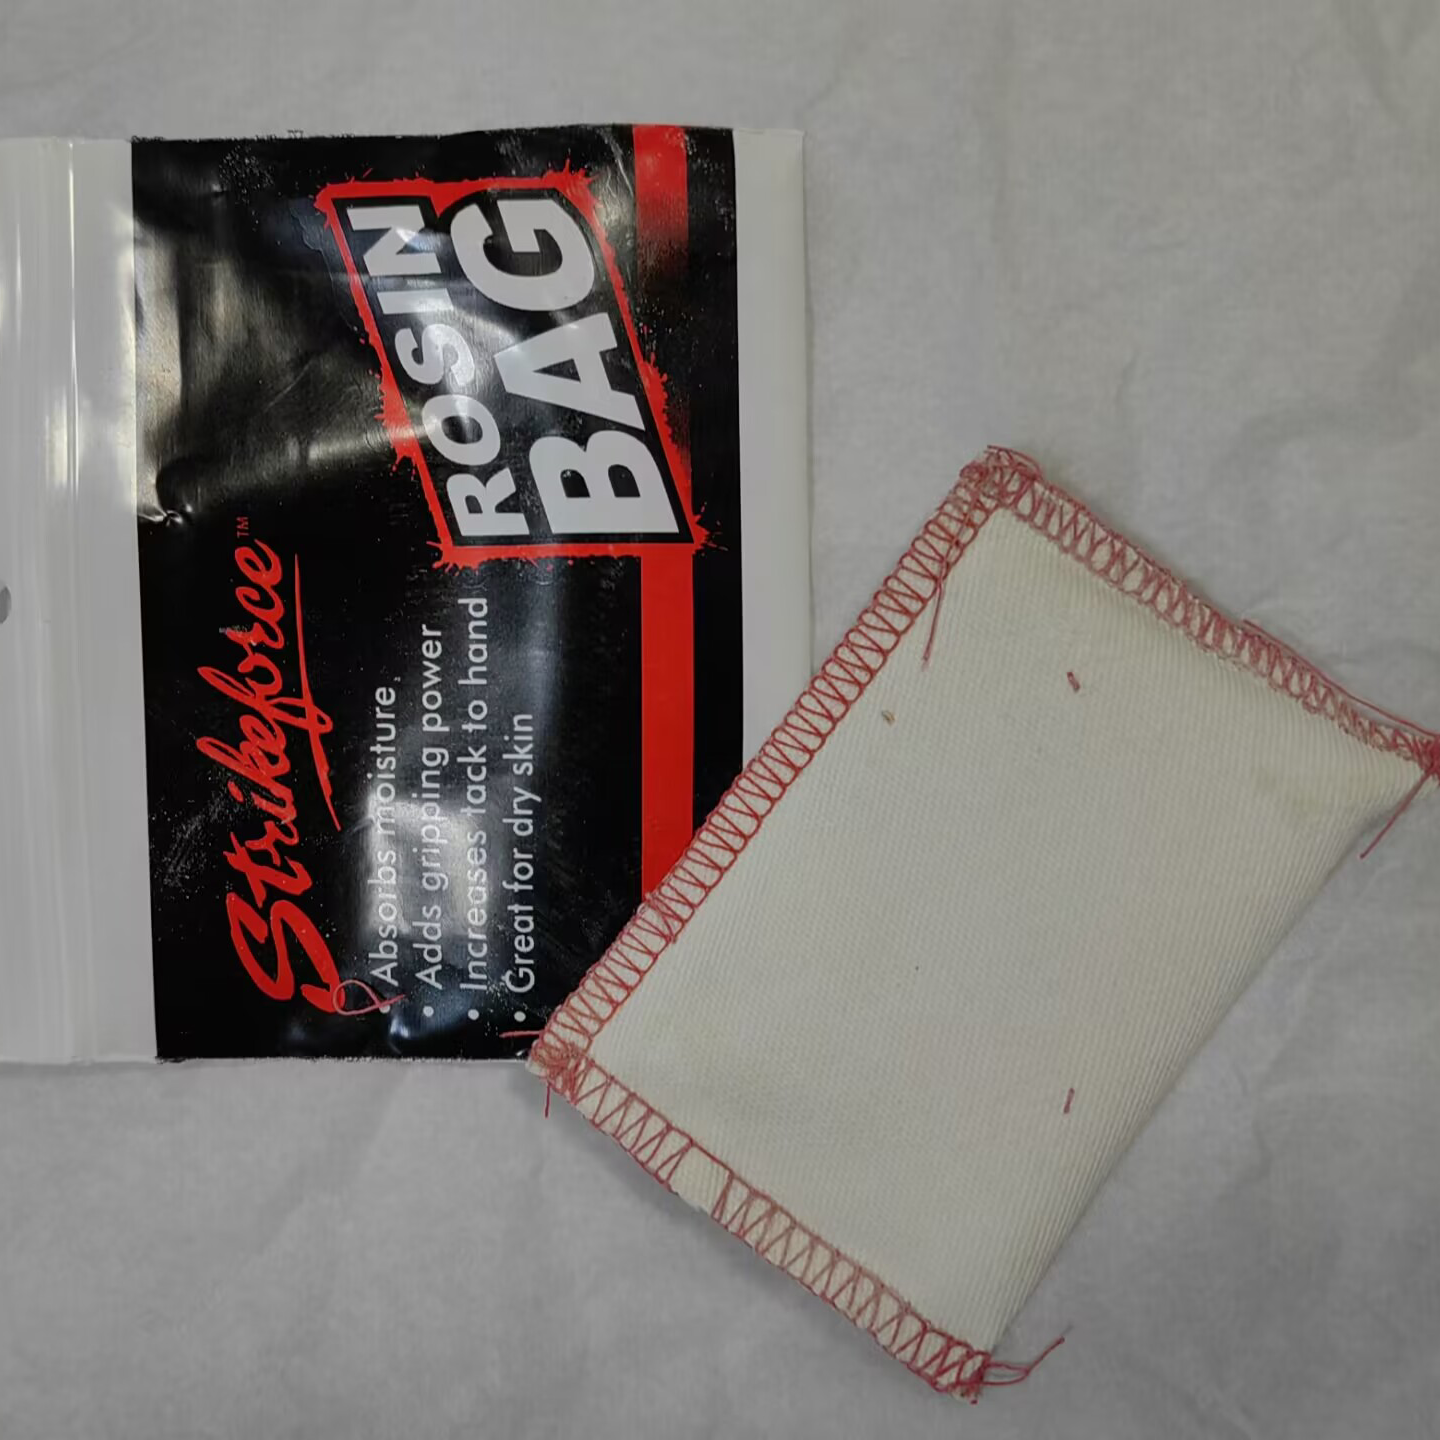 Strikeforce™
• Absorbs moisture
• Adds gripping power
• Increases tack to hand
• Great for dry skin
ROSIN
BAG